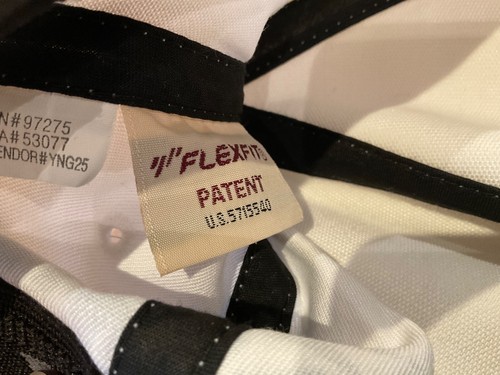 N# 97275
A# 53077
ENDOR#YNG25
FLEXFIT®
PATENT
U.S.5715540